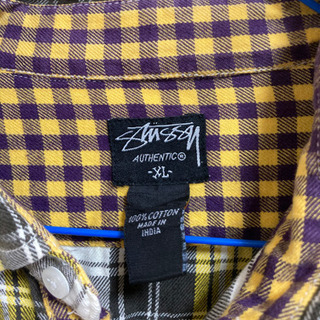 Stüssy
AUTHENTIC®
-XL-
100% COTTON
MADE IN
INDIA